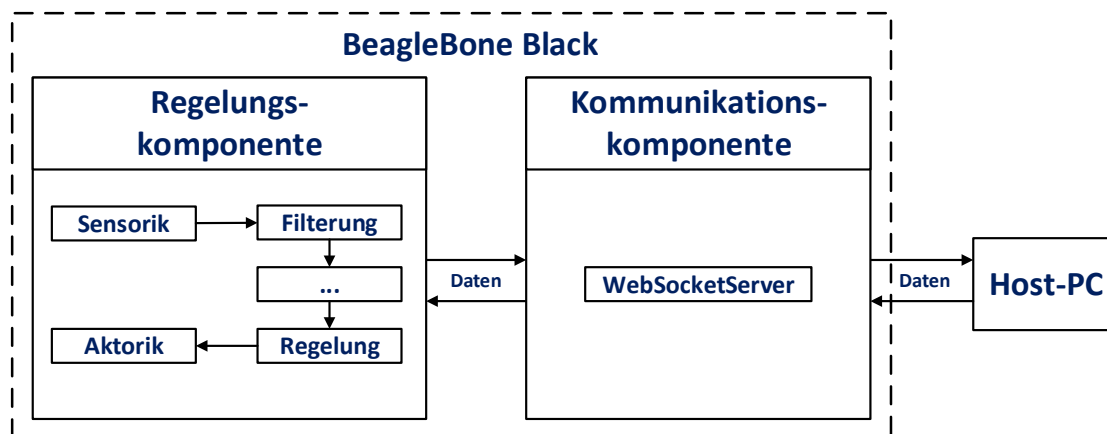 BeagleBone Black
Regelungs-
komponente
Kommunikations-
komponente
Sensorik
Filterung
...
Aktorik
Regelung
Daten
WebSocketServer
Daten
Host-PC